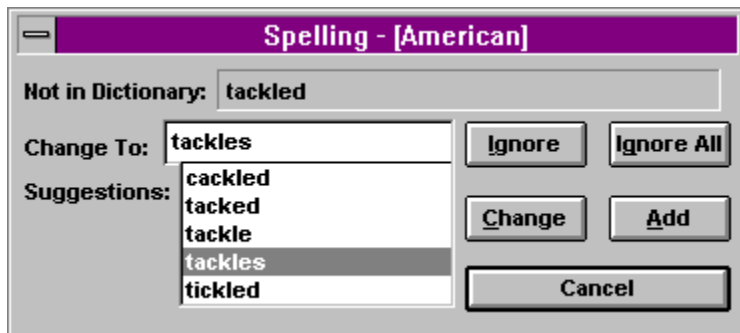 Spelling - [American]
Not in Dictionary: tackled
Change To: tackles
Ignore
Ignore All
Suggestions:
cackled
tacked
tackle
tackles
tickled
Change
Add
Cancel